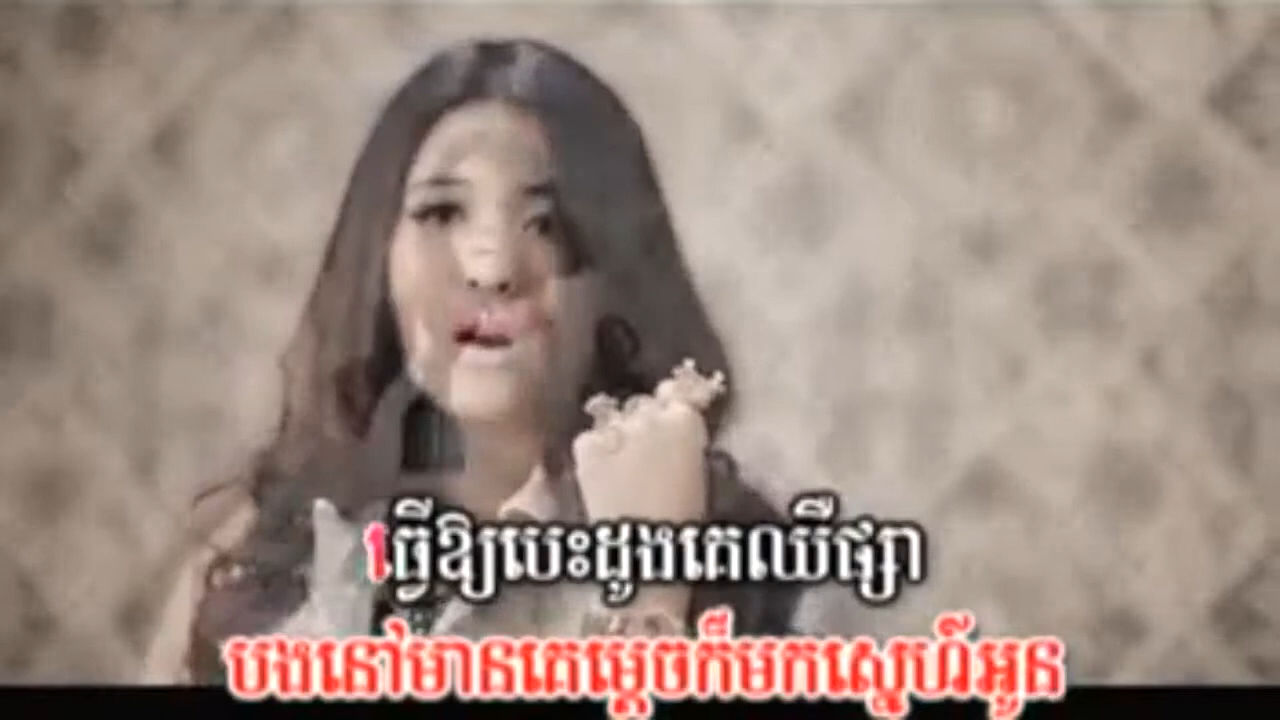 ធ្វើឱ្យបេះដូងគេឈឺផ្សា
បងនៅមានគេម្ដេចក៏មកស្នេហ៍អូន